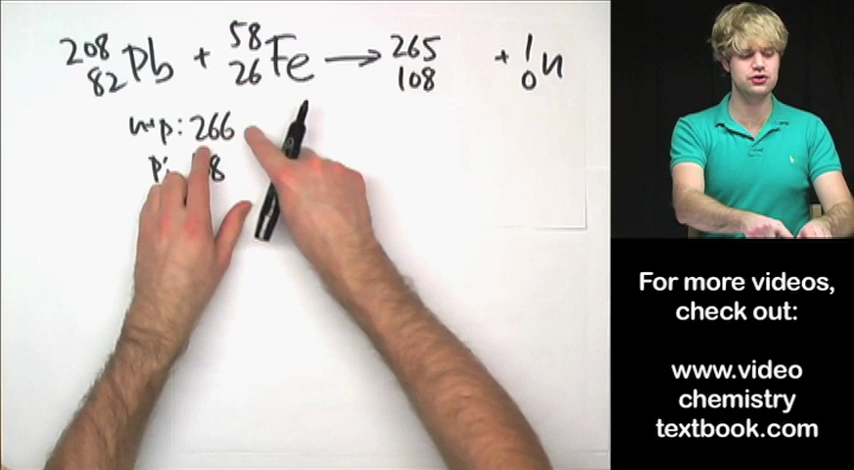 208 58 265 1
82 Pb + 26 Fe → 108 + 0 n
n+p: 266
p: 8
For more videos,
check out:
www.video
chemistry
textbook.com